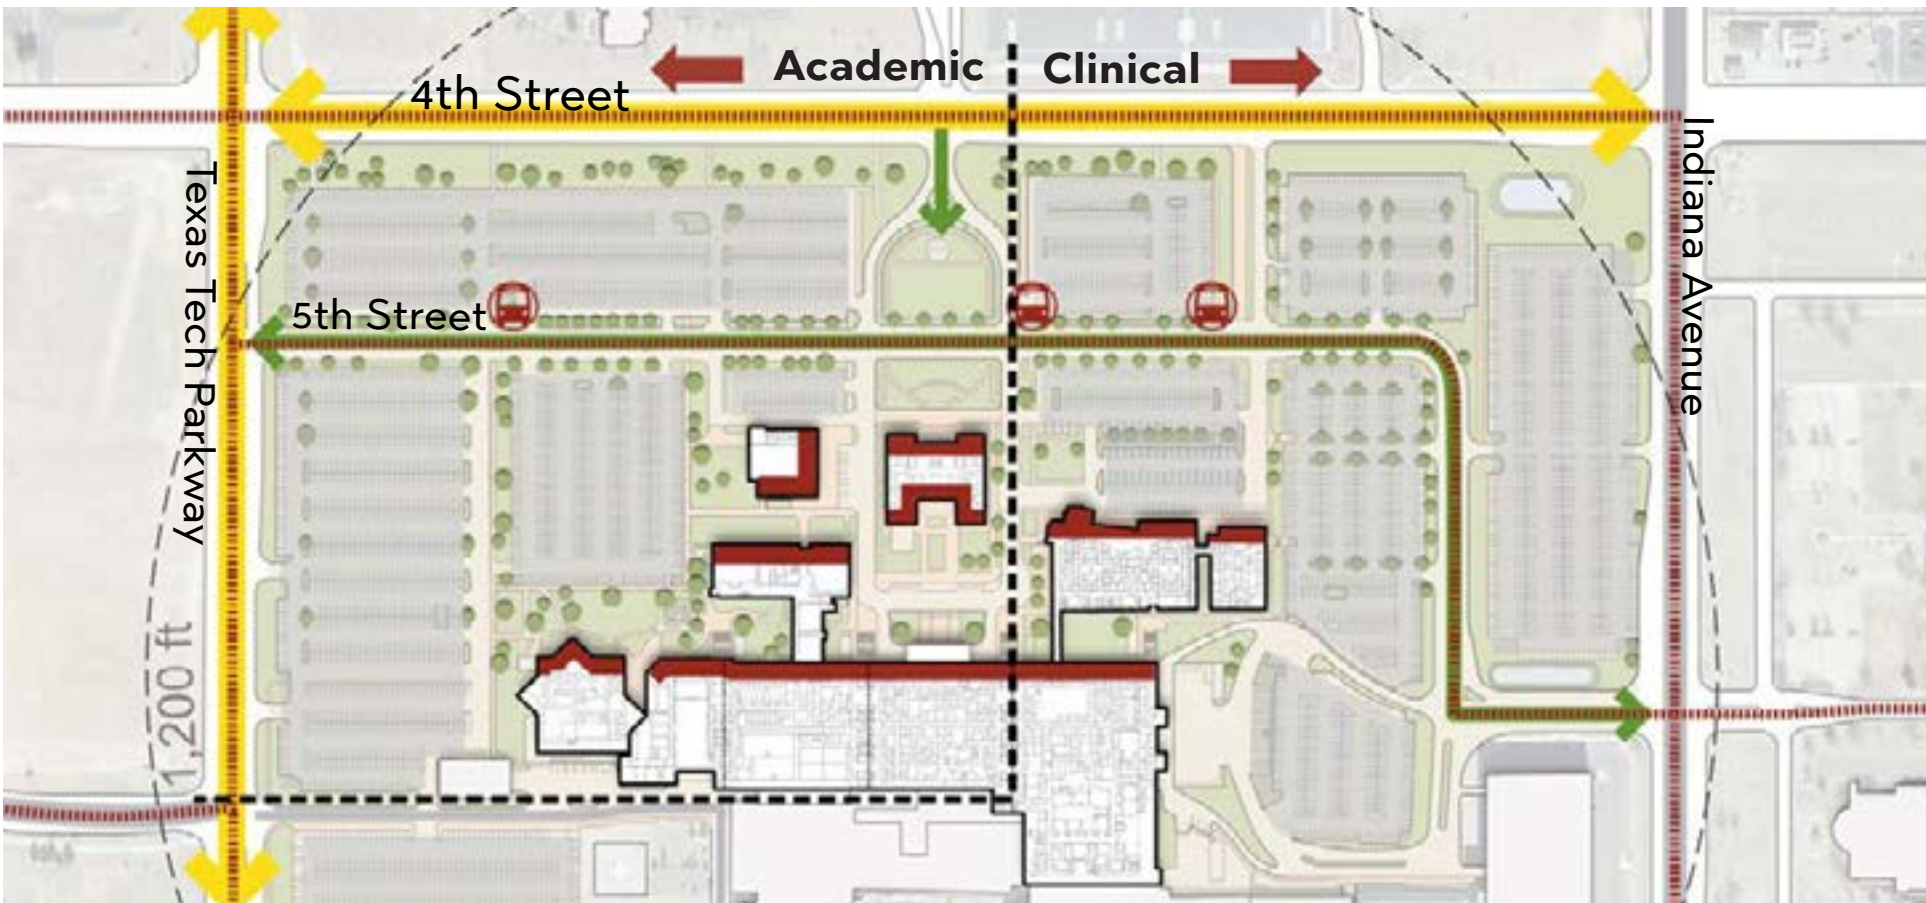 Academic
Clinical
4th Street
Texas Tech Parkway
Indiana Avenue
5th Street
1,200 ft